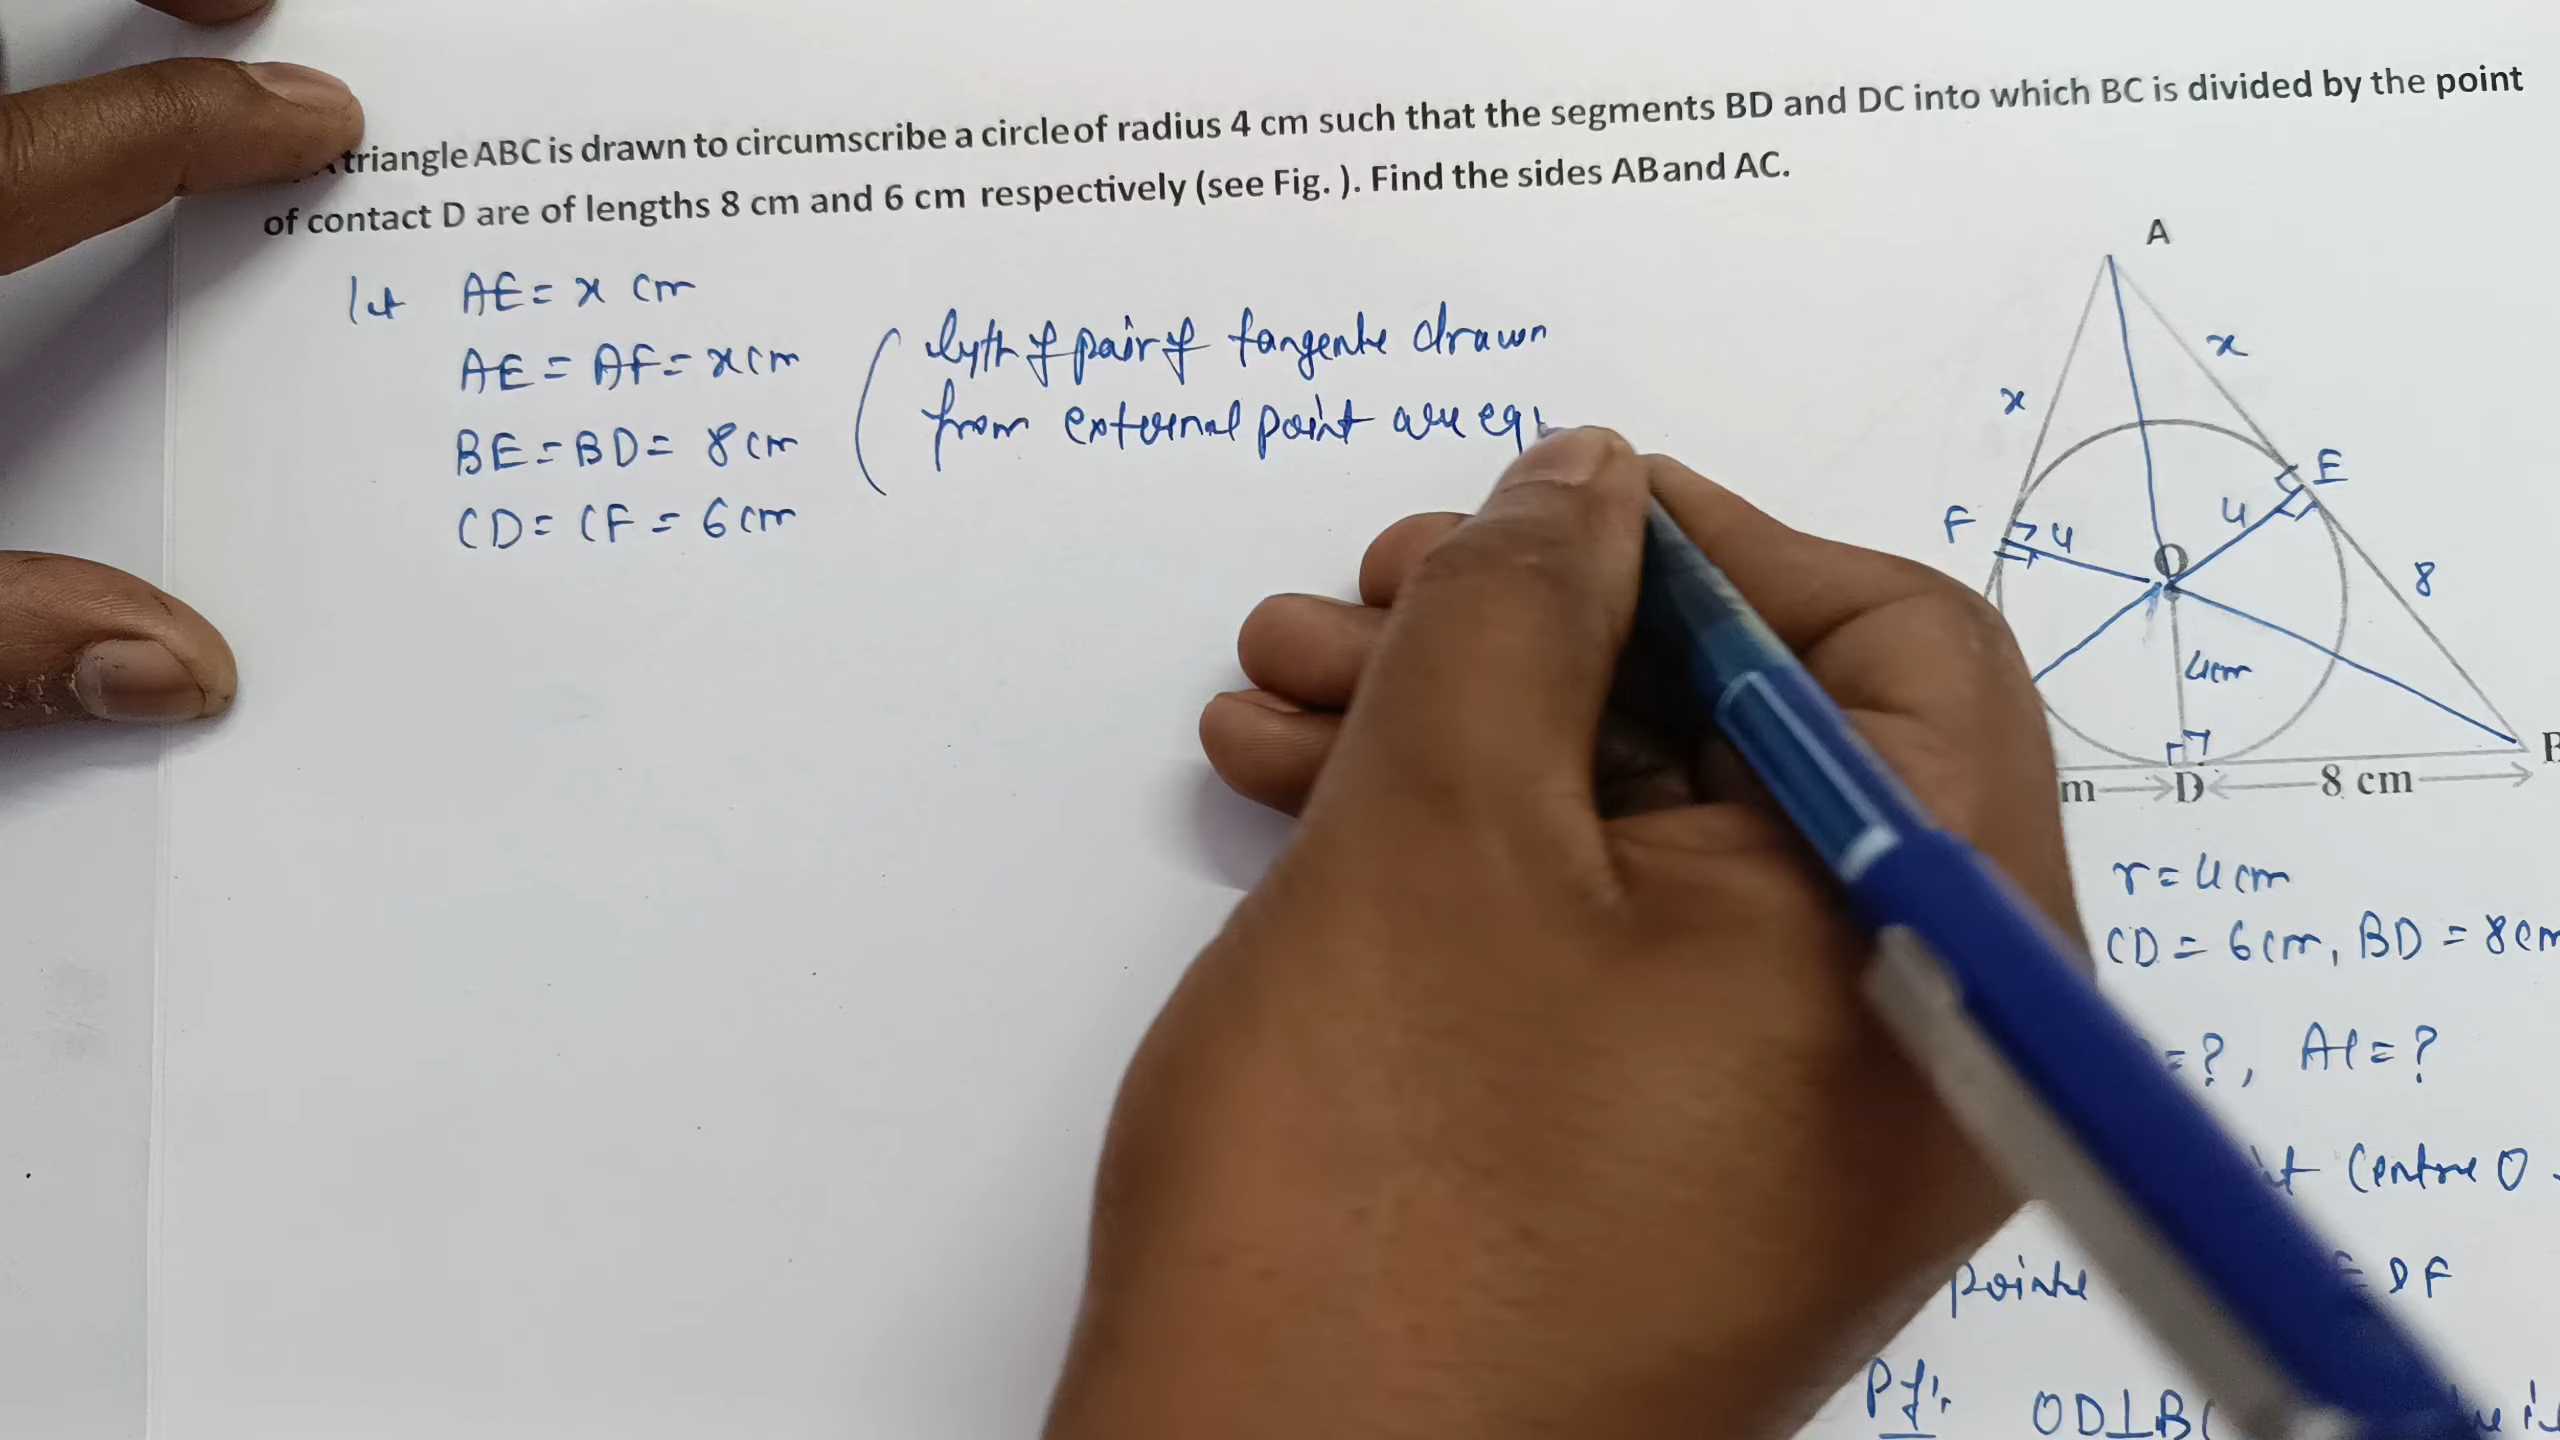 triangle ABC is drawn to circumscribe a circle of radius 4 cm such that the segments BD and DC into which BC is divided by the point
of contact D are of lengths 8 cm and 6 cm respectively (see Fig. ). Find the sides AB and AC.
let AE = x cm
AE = AF = x cm
BE = BD = 8 cm
CD = CF = 6 cm
pair of tangents drawn
from external point are equ
A
x
x
E
F
4
4
O
8
4cm
B
m D 8 cm
r = 4 cm
CD = 6 cm, BD = 8 cm
= ?, AC = ?
Centre O
points F
OD⊥BC